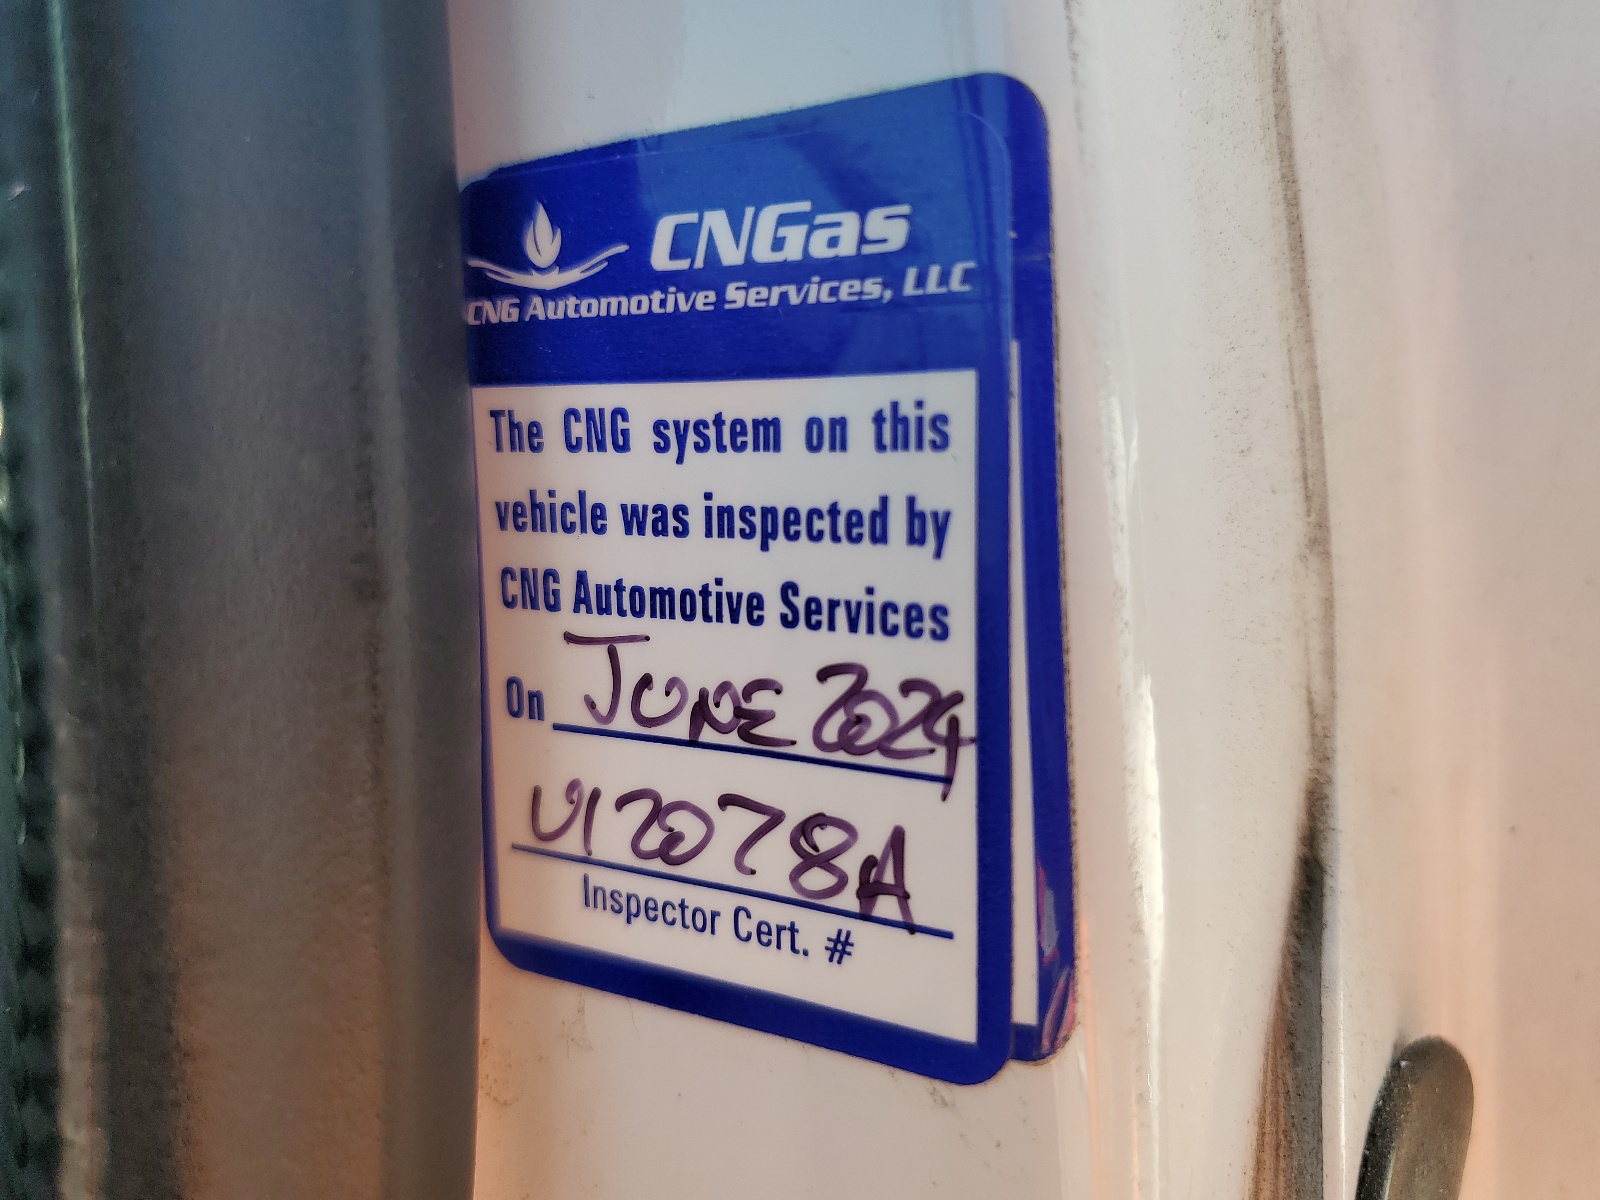 CNGas
CNG Automotive Services, LLC
The CNG system on this
vehicle was inspected by
CNG Automotive Services
On JUNE 2024
U12078A
Inspector Cert. #